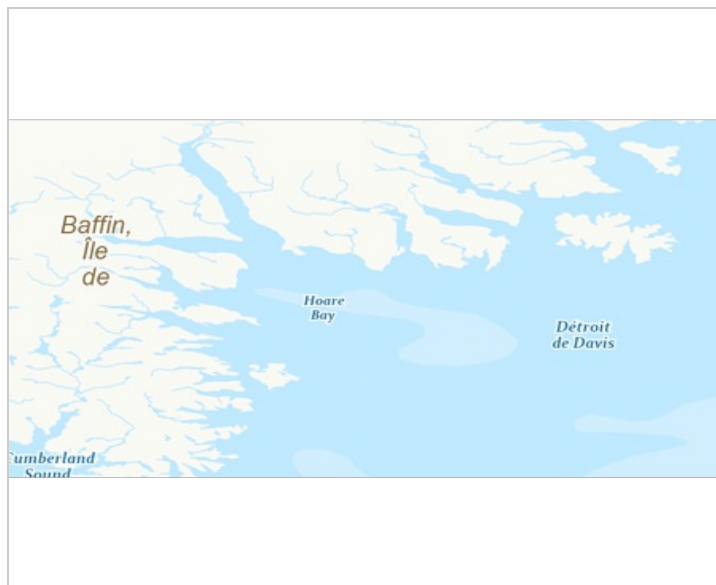 Baffin,
Île
de
Hoare
Bay
Détroit
de Davis
Cumberland
Sound